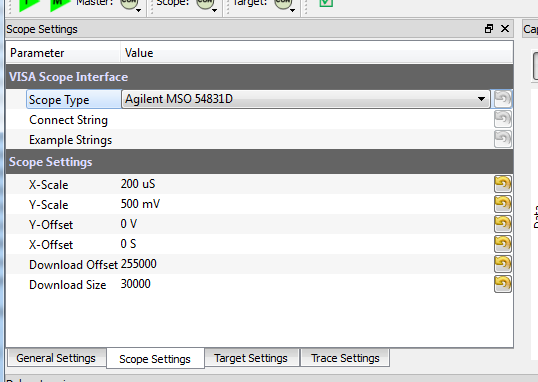 Master: Scope: Target:
Scope Settings
Parameter Value
VISA Scope Interface
Scope Type Agilent MSO 54831D
Connect String
Example Strings
Scope Settings
X-Scale 200 uS
Y-Scale 500 mV
Y-Offset 0 V
X-Offset 0 S
Download Offset 255000
Download Size 30000
General Settings Scope Settings Target Settings Trace Settings